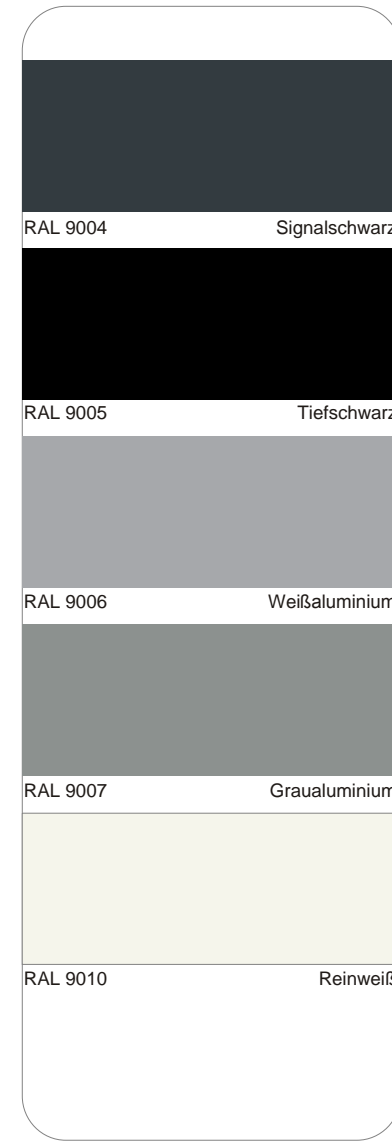 RAL 9004 Signalschwarz
RAL 9005 Tiefschwarz
RAL 9006 Weißaluminium
RAL 9007 Graualuminium
RAL 9010 Reinweiß